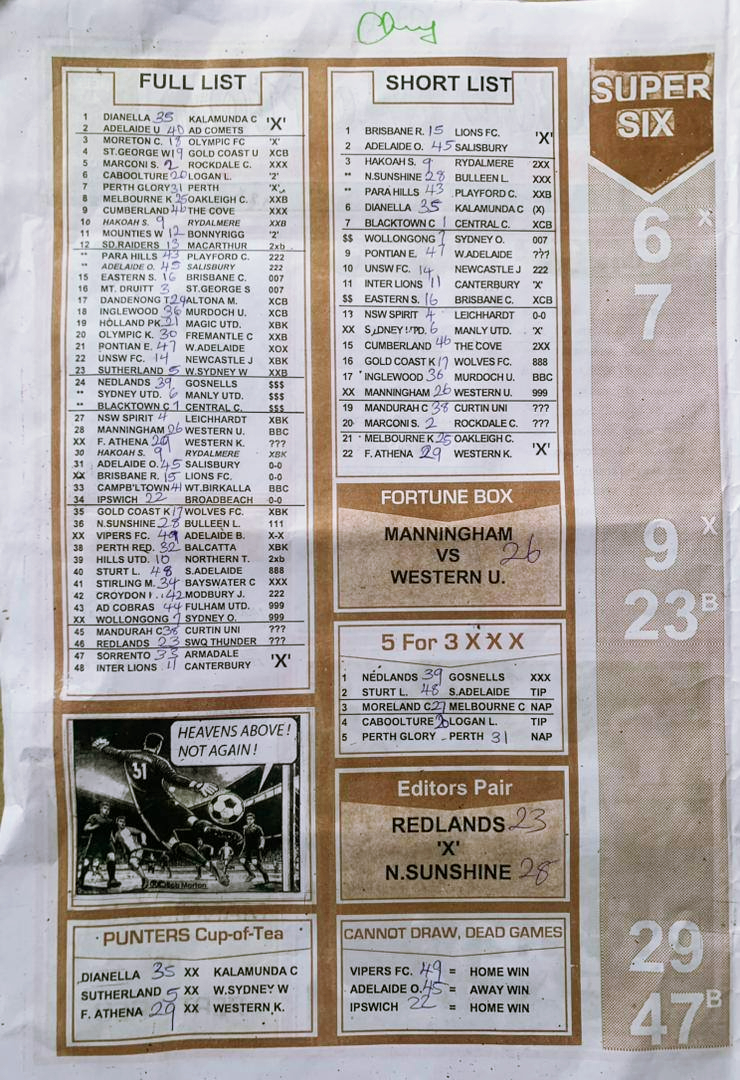 FULL LIST
1 DIANELLA 35 KALAMUNDA C 'X'
2 ADELAIDE U 40 AD COMETS
3 MORETON C. 18 OLYMPIC FC 'X'
4 ST.GEORGE W 19 GOLD COAST U XCB
5 MARCONI S. 2 ROCKDALE C. XXX
6 CABOOLTURE 20 LOGAN L. '2'
7 PERTH GLORY 31 PERTH 'X'
8 MELBOURNE K 25 OAKLEIGH C. XXB
9 CUMBERLAND 46 THE COVE XXX
10 HAKOAH S. 9 RYDALMERE XXB
11 MOUNTIES W 12 BONNYRIGG '2'
12 SD.RAIDERS 13 MACARTHUR 2xb
** PARA HILLS 43 PLAYFORD C. 222
** ADELAIDE O. 45 SALISBURY 222
15 EASTERN S. 16 BRISBANE C. 007
16 MT. DRUITT 3 ST.GEORGE S 007
17 DANDENONG T 24 ALTONA M. XCB
18 INGLEWOOD 36 MURDOCH U. XCB
19 HOLLAND PK. 21 MAGIC UTD. XBK
20 OLYMPIC K. 30 FREMANTLE C XXB
21 PONTIAN E. 47 W.ADELAIDE XOX
22 UNSW FC. 14 NEWCASTLE J XBK
23 SUTHERLAND 5 W.SYDNEY W XXB
24 NEDLANDS 39 GOSNELLS $$$
** SYDNEY UTD. 6 MANLY UTD. $$$
** BLACKTOWN C 1 CENTRAL C. $$$
27 NSW SPIRIT 4 LEICHHARDT XBK
28 MANNINGHAM 26 WESTERN U. BBC
XX F. ATHENA 29 WESTERN K. ???
30 HAKOAH S. 9 RYDALMERE XBK
31 ADELAIDE O. 45 SALISBURY 0-0
XX BRISBANE R. 15 LIONS FC. 0-0
33 CAMPB'LTOWN 41 WT.BIRKALLA BBC
34 IPSWICH 22 BROADBEACH 0-0
35 GOLD COAST K 17 WOLVES FC. XBK
36 N.SUNSHINE 28 BULLEEN L. 111
XX VIPERS FC. 49 ADELAIDE B. X-X
38 PERTH RED. 32 BALCATTA XBK
39 HILLS UTD. 10 NORTHERN T. 2xb
40 STURT L. 48 S.ADELAIDE 888
41 STIRLING M. 34 BAYSWATER C XXX
42 CROYDON 42 MODBURY J. 222
43 AD COBRAS 44 FULHAM UTD. 999
XX WOLLONGONG 7 SYDNEY O. 999
45 MANDURAH C 38 CURTIN UNI ???
46 REDLANDS 23 SWQ THUNDER ???
47 SORRENTO 33 ARMADALE 'X'
48 INTER LIONS 11 CANTERBURY
HEAVENS ABOVE!
NOT AGAIN!
31
Bob Morton
PUNTERS Cup-of-Tea
DIANELLA 35 XX KALAMUNDA C
SUTHERLAND 5 XX W.SYDNEY W
F. ATHENA 29 XX WESTERN K.
SHORT LIST
1 BRISBANE R. 15 LIONS FC. 'X'
2 ADELAIDE O. 45 SALISBURY
3 HAKOAH S. 9 RYDALMERE 2XX
** N.SUNSHINE 28 BULLEEN L. XXX
** PARA HILLS 43 PLAYFORD C. XXB
6 DIANELLA 35 KALAMUNDA C (X)
7 BLACKTOWN C 1 CENTRAL C. XCB
$$ WOLLONGONG 7 SYDNEY O. 007
9 PONTIAN E. 47 W.ADELAIDE ???
10 UNSW FC. 14 NEWCASTLE J 222
11 INTER LIONS 11 CANTERBURY 'X'
$$ EASTERN S. 16 BRISBANE C. XCB
13 NSW SPIRIT 4 LEICHHARDT 0-0
XX SYDNEY UTD. 6 MANLY UTD. 'X'
15 CUMBERLAND 46 THE COVE 2XX
16 GOLD COAST K 17 WOLVES FC. 888
17 INGLEWOOD 36 MURDOCH U. BBC
XX MANNINGHAM 26 WESTERN U. 999
19 MANDURAH C 38 CURTIN UNI ???
20 MARCONI S. 2 ROCKDALE C. ???
21 MELBOURNE K 25 OAKLEIGH C. 'X'
22 F. ATHENA 29 WESTERN K.
FORTUNE BOX
MANNINGHAM
VS 26
WESTERN U.
5 For 3 X X X
1 NEDLANDS 39 GOSNELLS XXX
2 STURT L. 48 S.ADELAIDE TIP
3 MORELAND C 27 MELBOURNE C NAP
4 CABOOLTURE 20 LOGAN L. TIP
5 PERTH GLORY PERTH 31 NAP
Editors Pair
REDLANDS 23
'X'
N.SUNSHINE 28
CANNOT DRAW, DEAD GAMES
VIPERS FC. 49 = HOME WIN
ADELAIDE O. 45 = AWAY WIN
IPSWICH 22 = HOME WIN
SUPER
SIX
6 X
7
9 X
23 B
29
47 B